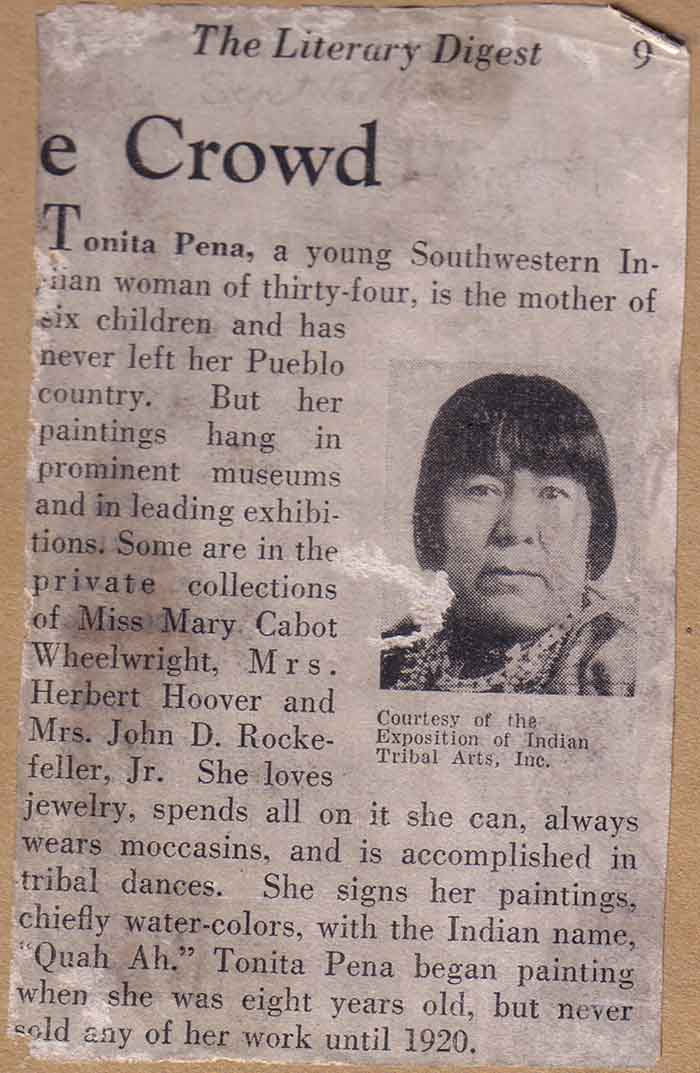 The Literary Digest 9
e Crowd
Tonita Pena, a young Southwestern In-
dian woman of thirty-four, is the mother of
six children and has
never left her Pueblo
country. But her
paintings hang in
prominent museums
and in leading exhibi-
tions. Some are in the
private collections
of Miss Mary Cabot
Wheelwright, Mrs.
Herbert Hoover and
Mrs. John D. Rocke-
feller, Jr. She loves
jewelry, spends all on it she can, always
wears moccasins, and is accomplished in
tribal dances. She signs her paintings,
chiefly water-colors, with the Indian name,
"Quah Ah." Tonita Pena began painting
when she was eight years old, but never
sold any of her work until 1920.
Courtesy of the
Exposition of Indian
Tribal Arts, Inc.